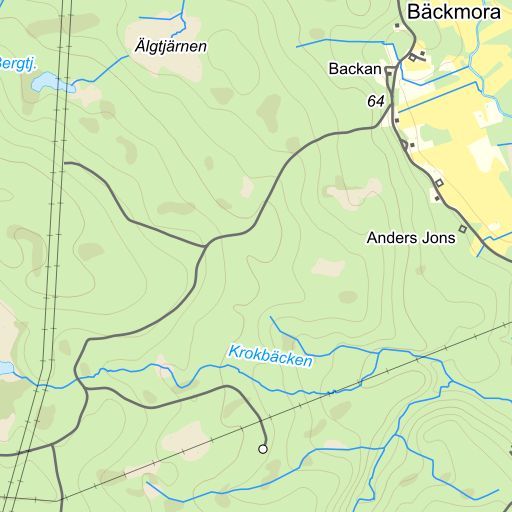 Bäckmora
Älgtjärnen
Bergtj.
Backan
64
Anders Jons
Krokbäcken